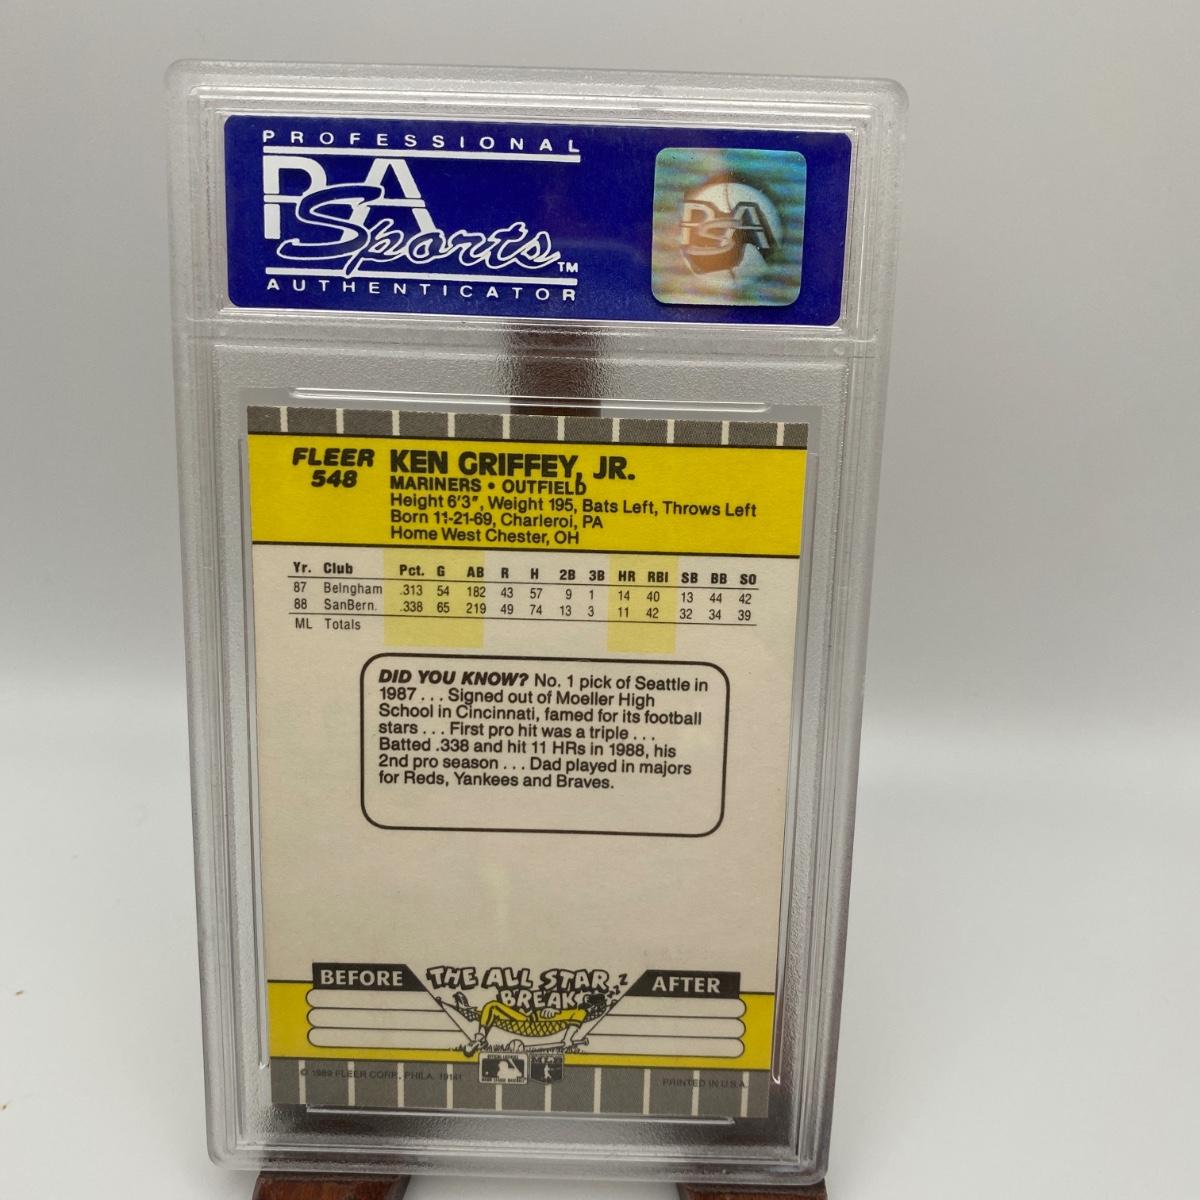 PROFESSIONAL
PSA
Sports™
AUTHENTICATOR
PSA
FLEER
548
KEN GRIFFEY, JR.
MARINERS • OUTFIELD
Height 6'3", Weight 195, Bats Left, Throws Left
Born 11-21-69, Charleroi, PA
Home West Chester, OH
Yr. Club Pct. G AB R H 2B 3B HR RBI SB BB SO
87 Belngham .313 54 182 43 57 9 1 14 40 13 44 42
88 SanBern. .338 65 219 49 74 13 3 11 42 32 34 39
ML Totals
DID YOU KNOW? No. 1 pick of Seattle in
1987 . . . Signed out of Moeller High
School in Cincinnati, famed for its football
stars . . . First pro hit was a triple . . .
Batted .338 and hit 11 HRs in 1988, his
2nd pro season . . . Dad played in majors
for Reds, Yankees and Braves.
BEFORE
THE ALL STAR
BREAK
AFTER
© 1989 FLEER CORP., PHILA. 19141
PRINTED IN U.S.A.